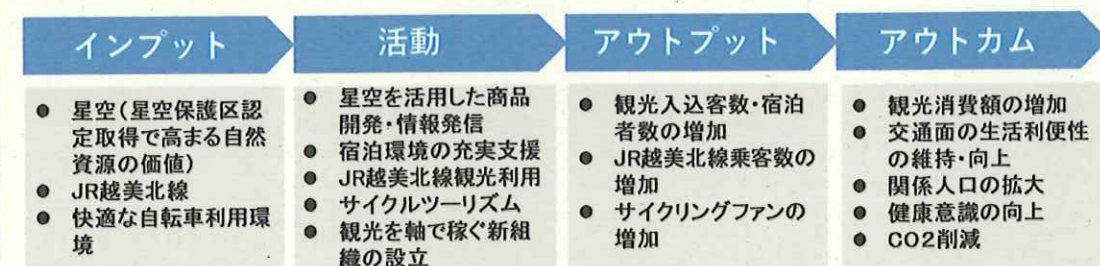 インプット
● 星空(星空保護区認
定取得で高まる自然
資源の価値)
● JR越美北線
● 快適な自転車利用環
境
活動
● 星空を活用した商品
開発・情報発信
● 宿泊環境の充実支援
● JR越美北線観光利用
● サイクルツーリズム
● 観光を軸で稼ぐ新組
織の設立
アウトプット
● 観光入込客数・宿泊
者数の増加
● JR越美北線乗客数の
増加
● サイクリングファンの
増加
アウトカム
● 観光消費額の増加
● 交通面の生活利便性
の維持・向上
● 関係人口の拡大
● 健康意識の向上
● CO2削減